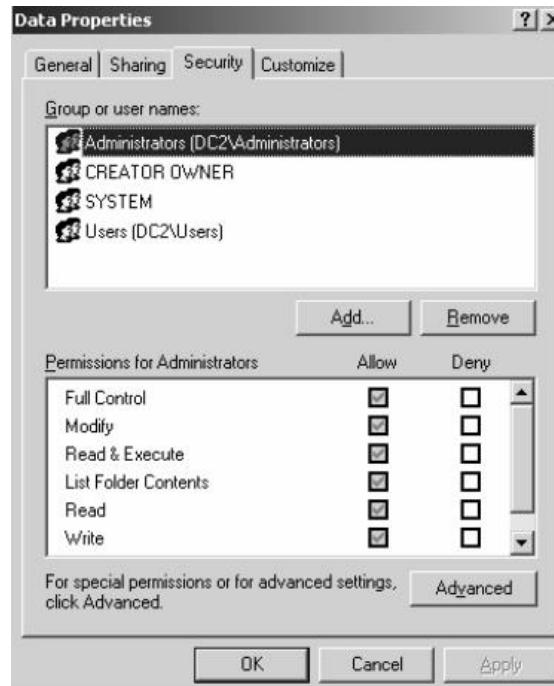 Data Properties
General Sharing Security Customize
Group or user names:
Administrators (DC2\Administrators)
CREATOR OWNER
SYSTEM
Users (DC2\Users)
Add... Remove
Permissions for Administrators Allow Deny
Full Control
Modify
Read & Execute
List Folder Contents
Read
Write
For special permissions or for advanced settings, Advanced
click Advanced.
OK Cancel Apply